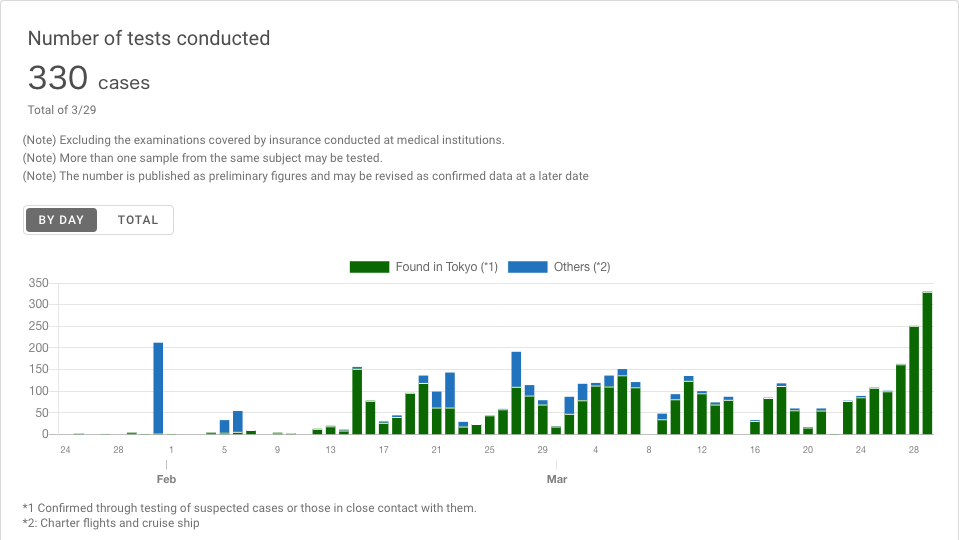 Number of tests conducted
330 cases
Total of 3/29
(Note) Excluding the examinations covered by insurance conducted at medical institutions.
(Note) More than one sample from the same subject may be tested.
(Note) The number is published as preliminary figures and may be revised as confirmed data at a later date
BY DAY TOTAL
Found in Tokyo (*1) Others (*2)
350
300
250
200
150
100
50
0
24 28 1 5 9 13 17 21 25 29 4 8 12 16 20 24 28
Feb Mar
*1 Confirmed through testing of suspected cases or those in close contact with them.
*2: Charter flights and cruise ship